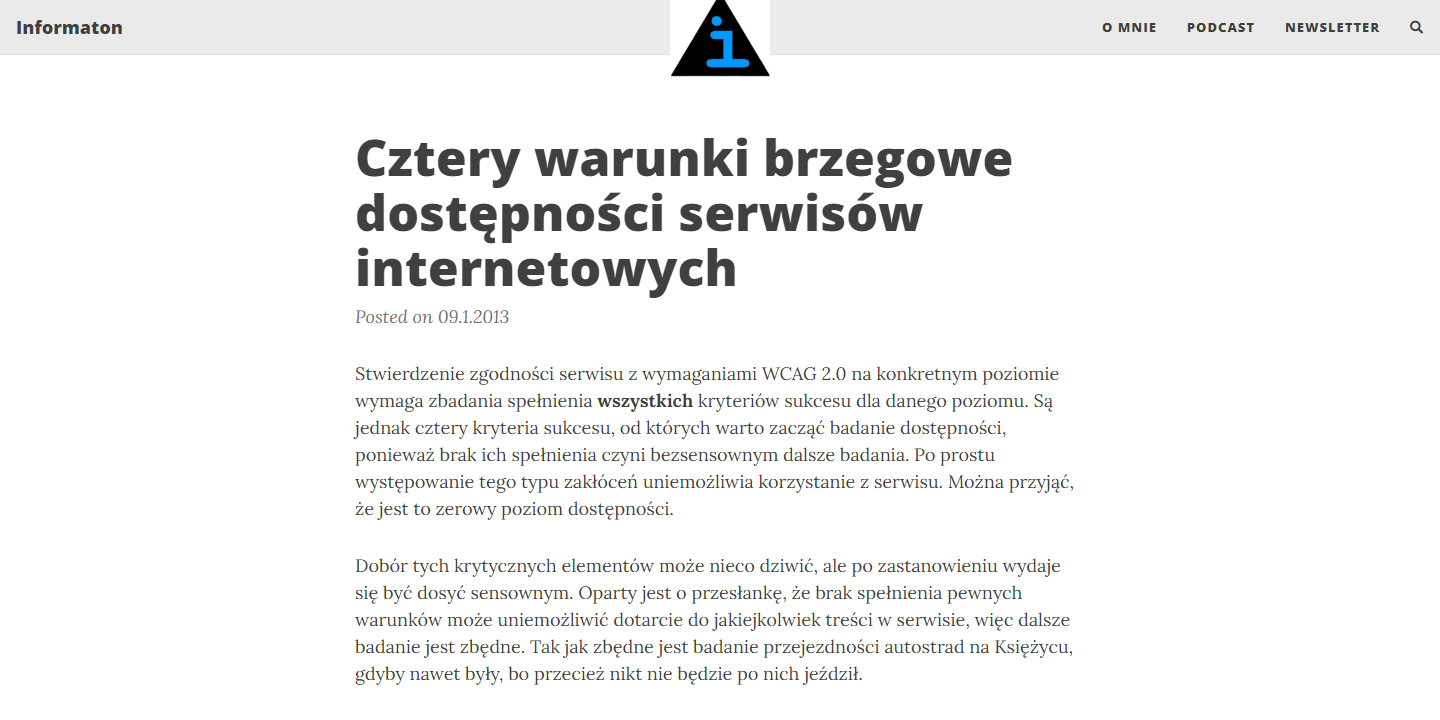 Informaton
i
O MNIE
PODCAST
NEWSLETTER
Cztery warunki brzegowe
dostępności serwisów
internetowych
Posted on 09.1.2013
Stwierdzenie zgodności serwisu z wymaganiami WCAG 2.0 na konkretnym poziomie
wymaga zbadania spełnienia wszystkich kryteriów sukcesu dla danego poziomu. Są
jednak cztery kryteria sukcesu, od których warto zacząć badanie dostępności,
ponieważ brak ich spełnienia czyni bezsensownym dalsze badania. Po prostu
występowanie tego typu zakłóceń uniemożliwia korzystanie z serwisu. Można przyjąć,
że jest to zerowy poziom dostępności.
Dobór tych krytycznych elementów może nieco dziwić, ale po zastanowieniu wydaje
się być dosyć sensownym. Oparty jest o przesłankę, że brak spełnienia pewnych
warunków może uniemożliwić dotarcie do jakiejkolwiek treści w serwisie, więc dalsze
badanie jest zbędne. Tak jak zbędne jest badanie przejezdności autostrad na Księżycu,
gdyby nawet były, bo przecież nikt nie będzie po nich jeździł.